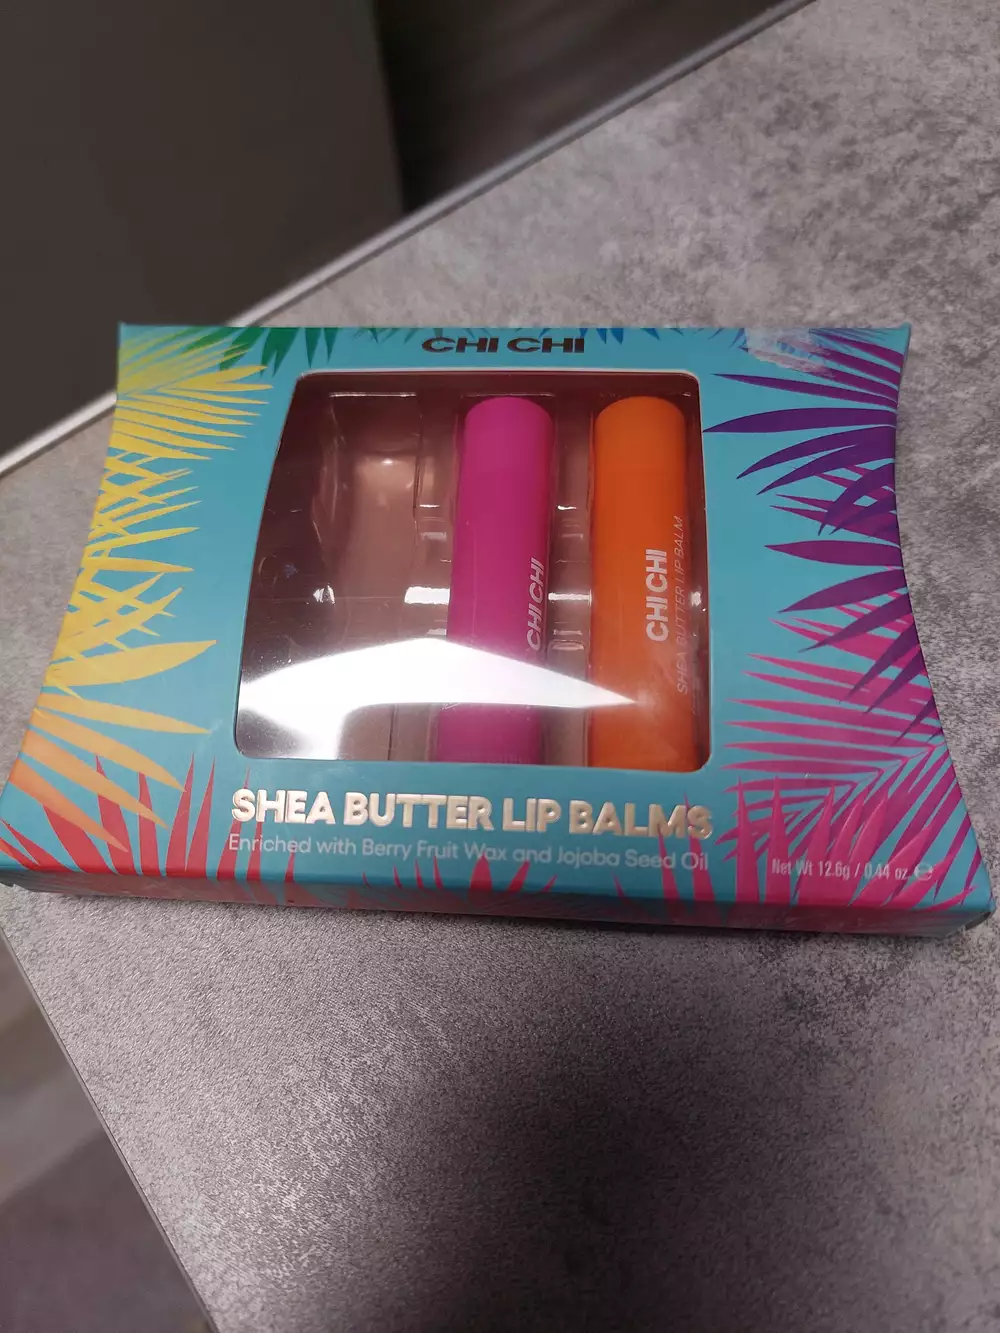 CHI CHI
CHI CHI
CHI CHI
SHEA BUTTER LIP BALM
SHEA BUTTER LIP BALMS
Enriched with Berry Fruit Wax and Jojoba Seed Oil
Net Wt 12.6g / 0.44 oz. ℮